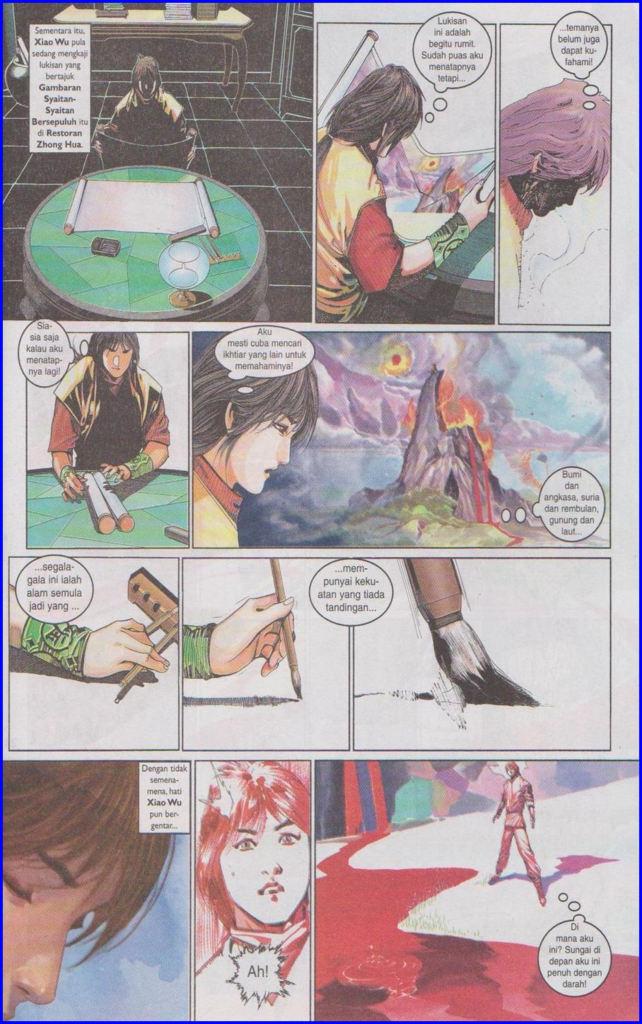 Sementara itu,
Xiao Wu pula
sedang mengkaji
lukisan yang
bertajuk
Gambaran
Syaitan-
Syaitan
Bersepuluh itu
di Restoran
Zhong Hua.
Lukisan
ini adalah
begitu rumit.
Sudah puas aku
menatapnya
tetapi...
...temanya
belum juga
dapat ku-
fahami!
Sia-
sia saja
kalau aku
menatap-
nya lagi!
Aku
mesti cuba mencari
ikhtiar yang lain untuk
memahaminya!
Bumi
dan
angkasa, suria
dan rembulan,
gunung dan
laut...
...segala-
gala ini ialah
alam semula
jadi yang ...
...mem-
punyai keku-
atan yang tiada
tandingan...
Dengan tidak
semena-
mena, hati
Xiao Wu
pun ber-
gentar...
Ah!
Di
mana aku
ini? Sungai di
depan aku ini
penuh dengan
darah!